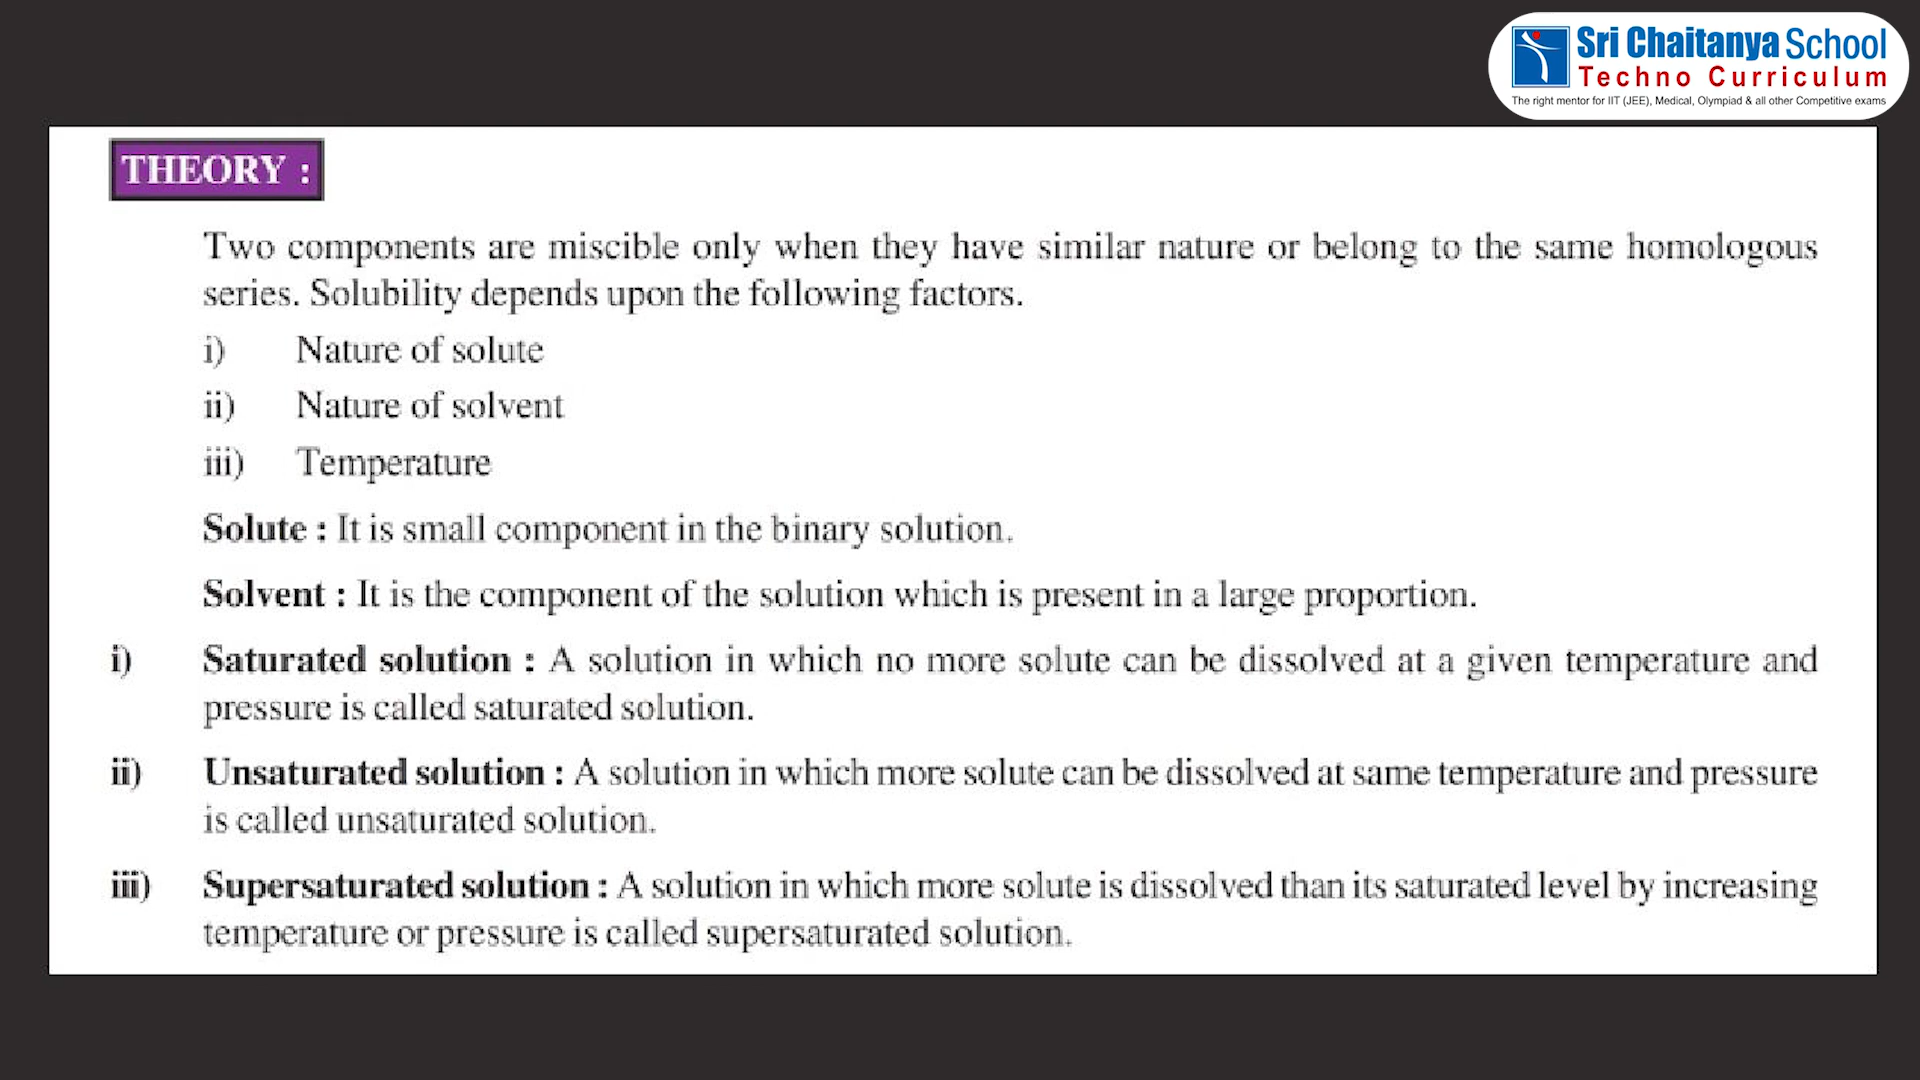 Sri Chaitanya School
Techno Curriculum
The right mentor for IIT (JEE), Medical, Olympiad & all other Competitive exams
THEORY :
Two components are miscible only when they have similar nature or belong to the same homologous
series. Solubility depends upon the following factors.
i) Nature of solute
ii) Nature of solvent
iii) Temperature
Solute : It is small component in the binary solution.
Solvent : It is the component of the solution which is present in a large proportion.
i) Saturated solution : A solution in which no more solute can be dissolved at a given temperature and
pressure is called saturated solution.
ii) Unsaturated solution : A solution in which more solute can be dissolved at same temperature and pressure
is called unsaturated solution.
iii) Supersaturated solution : A solution in which more solute is dissolved than its saturated level by increasing
temperature or pressure is called supersaturated solution.